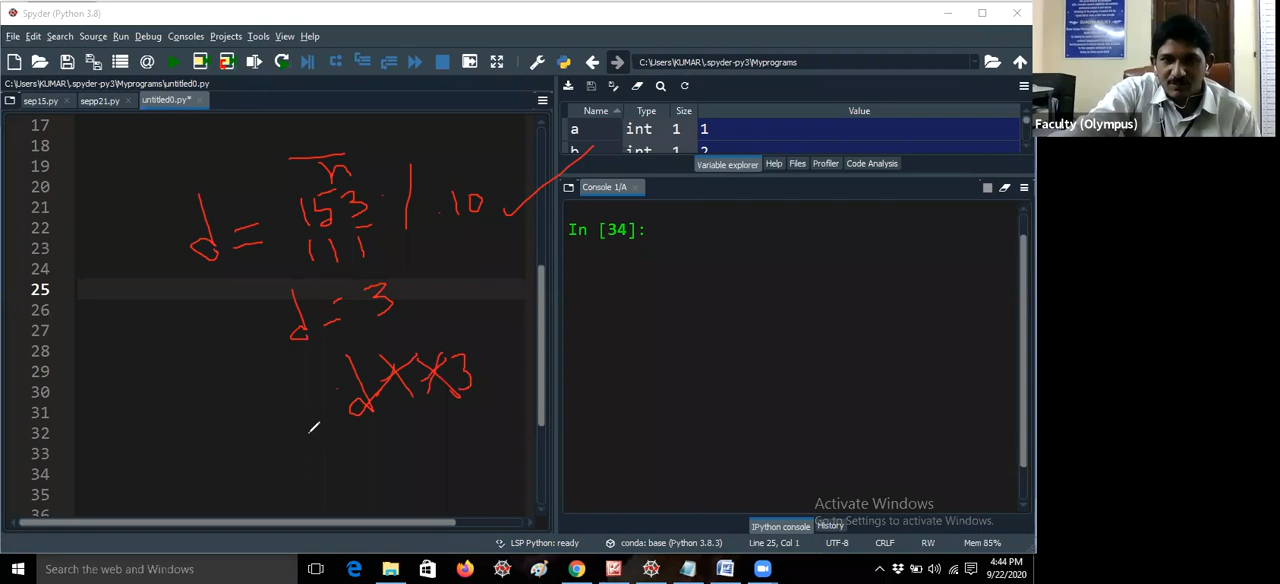 Spyder (Python 3.8)
File Edit Search Source Run Debug Consoles Projects Tools View Help
C:\Users\KUMAR\.spyder-py3\Myprograms
C:\Users\KUMAR\.spyder-py3\Myprograms\untitled0.py
sep15.py sepp21.py untitled0.py*
Name Type Size Value
a int 1 1
b int 1 2
Variable explorer Help Files Profiler Code Analysis
Console 1/A
In [34]:
17
18
19
20
21
22
23
24
25
26
27
28
29
30
31
32
33
34
35
36
n
d = 153 / 10
111
d = 3
d**3
Faculty (Olympus)
Activate Windows
Go to Settings to activate Windows.
IPython console History
LSP Python: ready conda: base (Python 3.8.3) Line 25, Col 1 UTF-8 CRLF RW Mem 85%
Search Windows
4:44 PM
9/22/2020